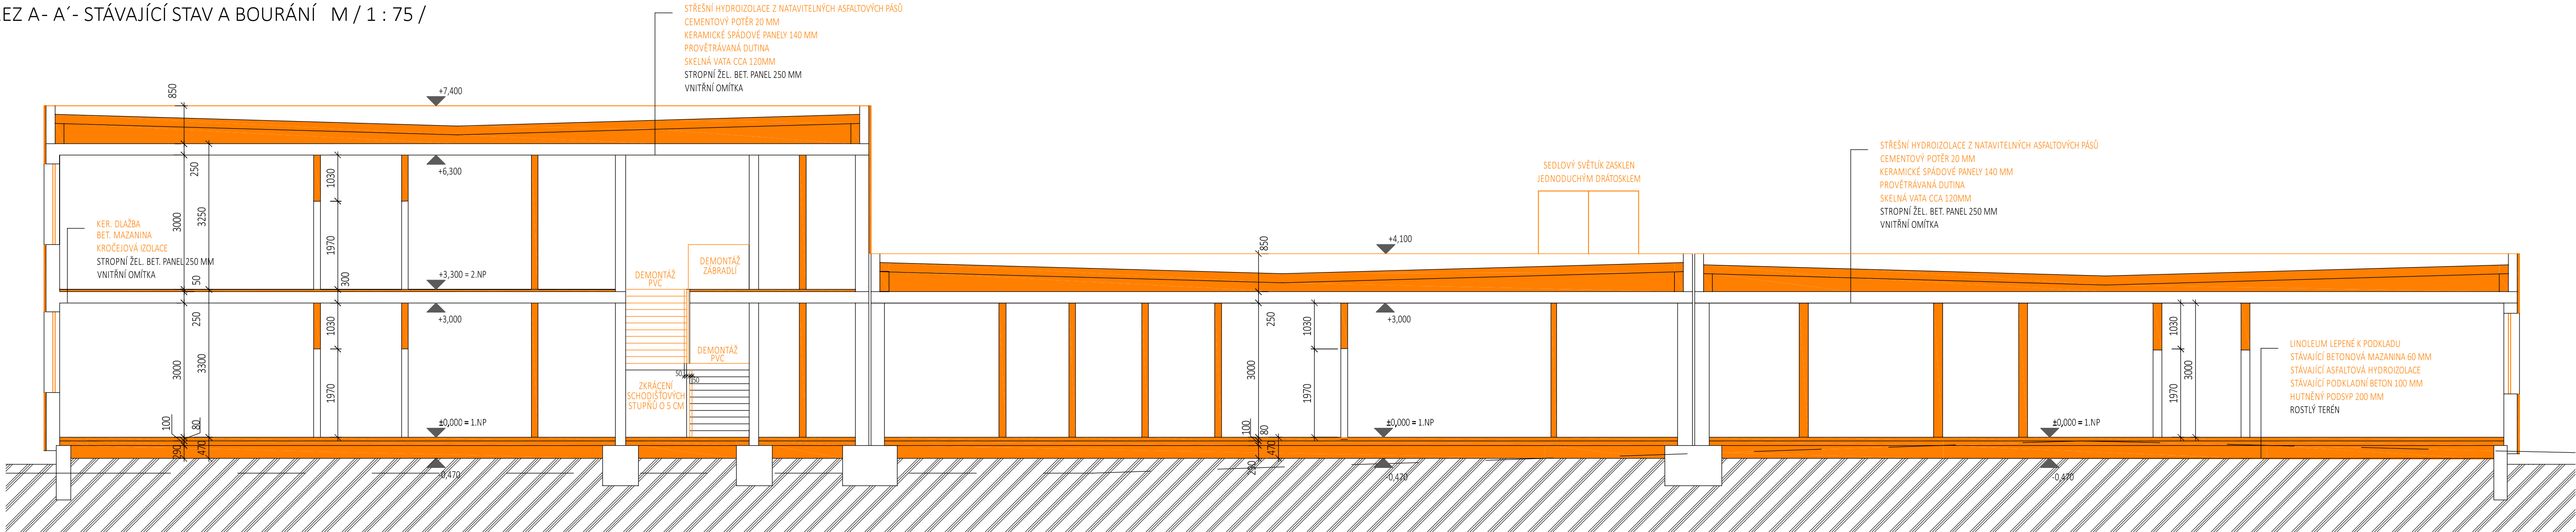 EZ A- A´- STÁVAJÍCÍ STAV A BOURÁNÍ M / 1 : 75 /
STŘEŠNÍ HYDROIZOLACE Z NATAVITELNÝCH ASFALTOVÝCH PÁSŮ
CEMENTOVÝ POTĚR 20 MM
KERAMICKÉ SPÁDOVÉ PANELY 140 MM
PROVĚTRÁVANÁ DUTINA
SKELNÁ VATA CCA 120MM
STROPNÍ ŽEL. BET. PANEL 250 MM
VNITŘNÍ OMÍTKA
850
+7,400
+6,300
250
1030
3000
3250
1970
300
50
KER. DLAŽBA
BET. MAZANINA
KROČEJOVÁ IZOLACE
STROPNÍ ŽEL. BET. PANEL 250 MM
VNITŘNÍ OMÍTKA
+3,300 = 2.NP
+3,000
250
1030
3000
3300
1970
100
80
290
470
±0,000 = 1.NP
-0,470
DEMONTÁŽ
PVC
DEMONTÁŽ
ZÁBRADLÍ
DEMONTÁŽ
PVC
50
50
ZKRÁCENÍ
SCHODIŠŤOVÝCH
STUPŇŮ O 5 CM
850
+4,100
SEDLOVÝ SVĚTLÍK ZASKLEN
JEDNODUCHÝM DRÁTOSKLEM
250
1030
+3,000
3000
1970
100
80
290
470
±0,000 = 1.NP
-0,470
STŘEŠNÍ HYDROIZOLACE Z NATAVITELNÝCH ASFALTOVÝCH PÁSŮ
CEMENTOVÝ POTĚR 20 MM
KERAMICKÉ SPÁDOVÉ PANELY 140 MM
PROVĚTRÁVANÁ DUTINA
SKELNÁ VATA CCA 120MM
STROPNÍ ŽEL. BET. PANEL 250 MM
VNITŘNÍ OMÍTKA
±0,000 = 1.NP
-0,470
1030
1970
3000
LINOLEUM LEPENÉ K PODKLADU
STÁVAJÍCÍ BETONOVÁ MAZANINA 60 MM
STÁVAJÍCÍ ASFALTOVÁ HYDROIZOLACE
STÁVAJÍCÍ PODKLADNÍ BETON 100 MM
HUTNĚNÝ PODSYP 200 MM
ROSTLÝ TERÉN